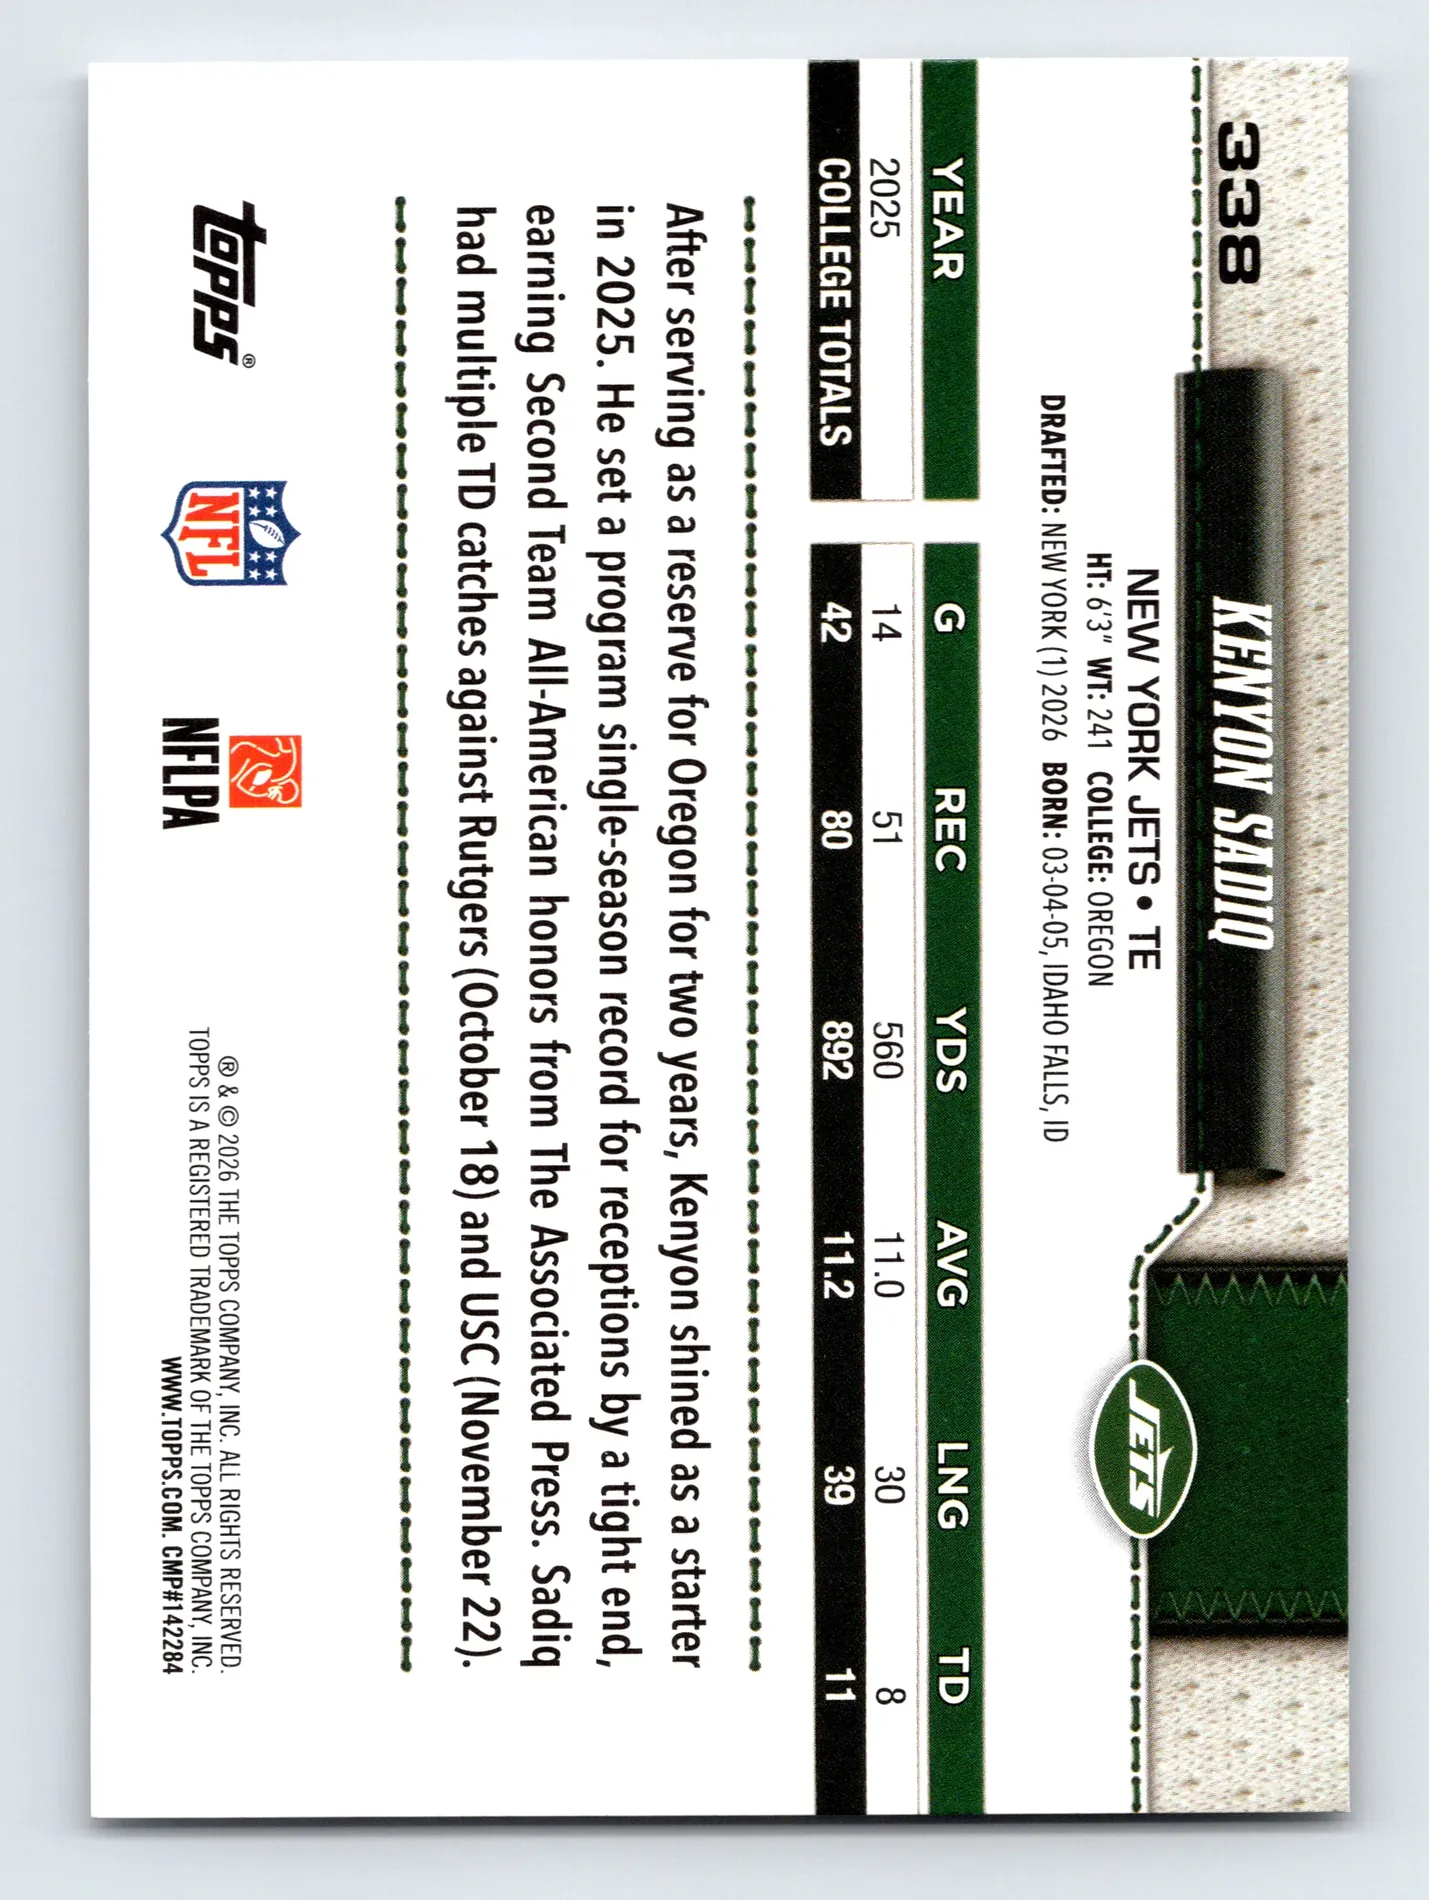 338
KENYON SADIQ
NEW YORK JETS • TE
HT: 6'3" WT: 241 COLLEGE: OREGON
DRAFTED: NEW YORK (1) 2026 BORN: 03-04-05, IDAHO FALLS, ID
JETS
YEAR G REC YDS AVG LNG TD
2025 14 51 560 11.0 30 8
COLLEGE TOTALS 42 80 892 11.2 39 11
After serving as a reserve for Oregon for two years, Kenyon shined as a starter
in 2025. He set a program single-season record for receptions by a tight end,
earning Second Team All-American honors from The Associated Press. Sadiq
had multiple TD catches against Rutgers (October 18) and USC (November 22).
topps®
NFL
NFLPA
® & © 2026 THE TOPPS COMPANY, INC. ALL RIGHTS RESERVED.
TOPPS IS A REGISTERED TRADEMARK OF THE TOPPS COMPANY, INC.
WWW.TOPPS.COM. CMP#142284